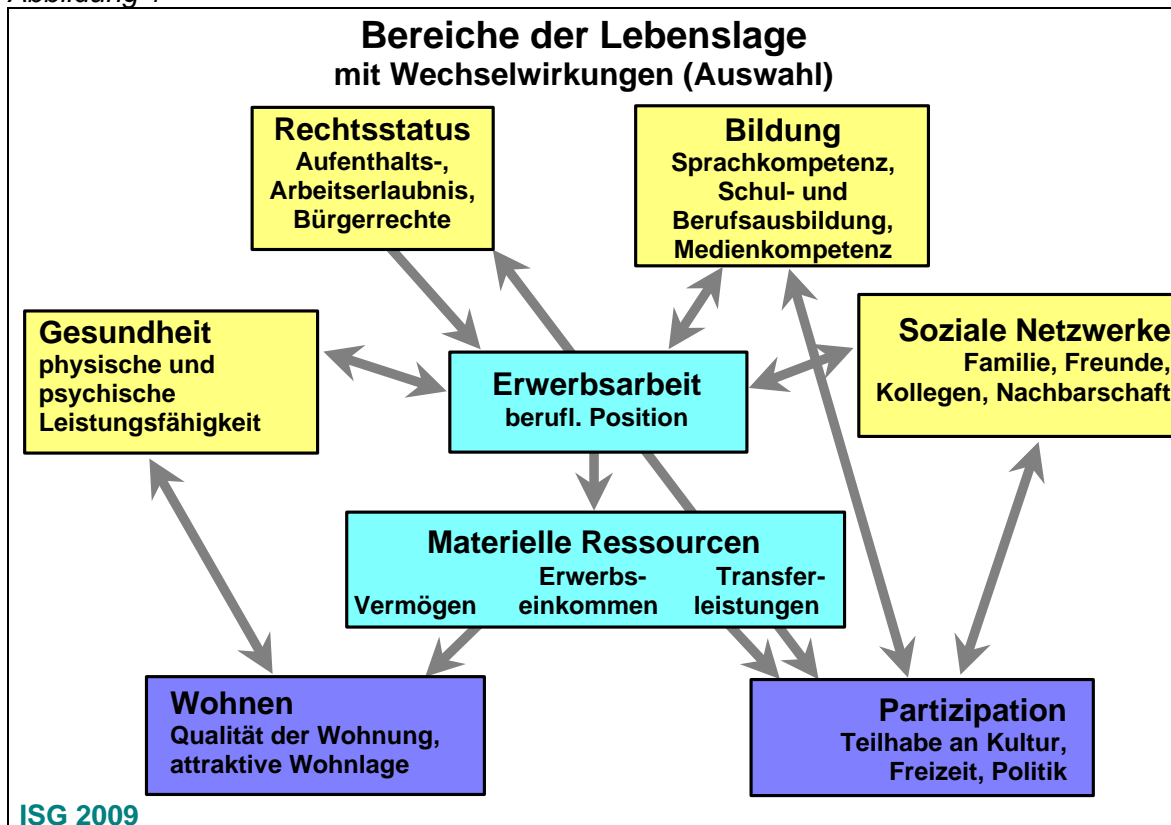 Bereiche der Lebenslage
mit Wechselwirkungen (Auswahl)
Rechtsstatus
Aufenthalts-,
Arbeitserlaubnis,
Bürgerrechte
Bildung
Sprachkompetenz,
Schul- und
Berufsausbildung,
Medienkompetenz
Gesundheit
physische und
psychische
Leistungsfähigkeit
Erwerbsarbeit
berufl. Position
Soziale Netzwerke
Familie, Freunde,
Kollegen, Nachbarschaft
Materielle Ressourcen
Vermögen
Erwerbs-
einkommen
Transfer-
leistungen
Wohnen
Qualität der Wohnung,
attraktive Wohnlage
Partizipation
Teilhabe an Kultur,
Freizeit, Politik
ISG 2009